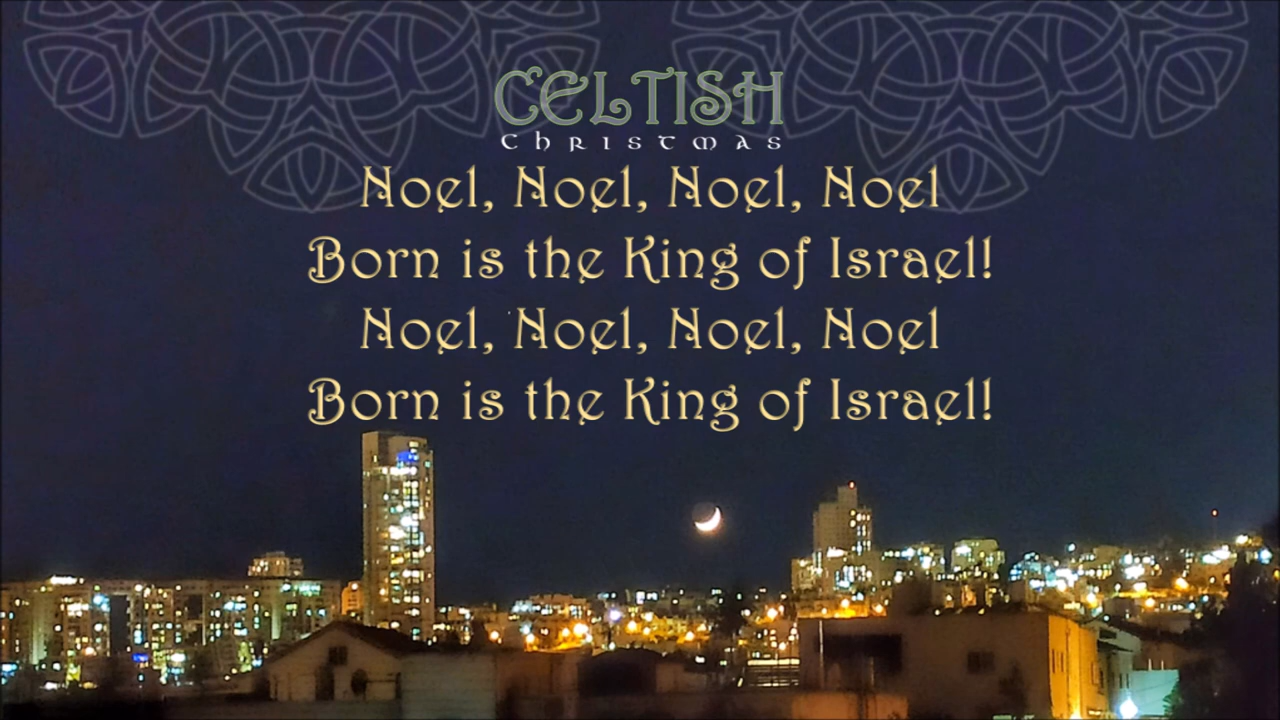 CELTISH
Christmas
Noel, Noel, Noel, Noel
Born is the King of Israel!
Noel, Noel, Noel, Noel
Born is the King of Israel!